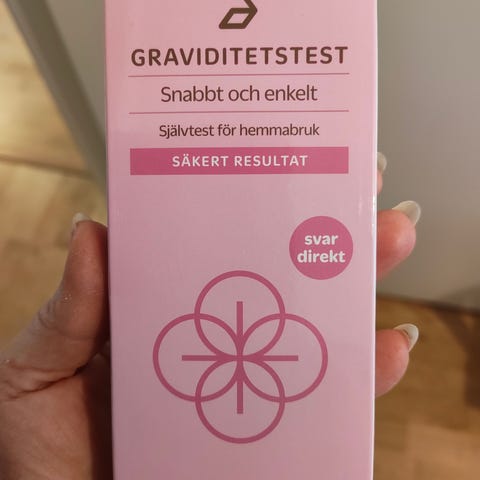 GRAVIDITETSTEST
Snabbt och enkelt
Självtest för hemmabruk
SÄKERT RESULTAT
svar
direkt